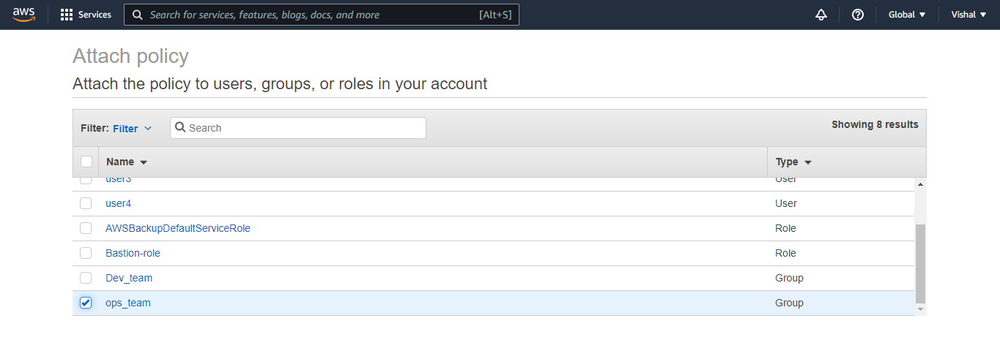 aws Services Search for services, features, blogs, docs, and more [Alt+S] Global Vishal
Attach policy
Attach the policy to users, groups, or roles in your account
Filter: Filter Search Showing 8 results
Name Type
user3 User
user4 User
AWSBackupDefaultServiceRole Role
Bastion-role Role
Dev_team Group
ops_team Group